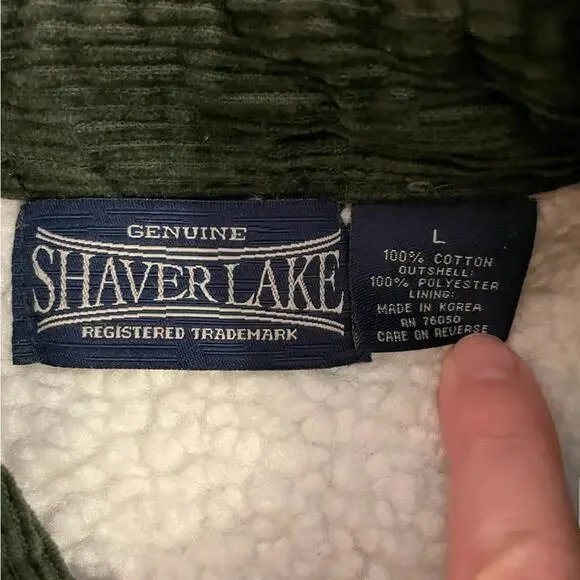 GENUINE
SHAVER LAKE
REGISTERED TRADEMARK
L
100% COTTON
OUTSHELL:
100% POLYESTER
LINING:
MADE IN KOREA
RN 76050
CARE ON REVERSE